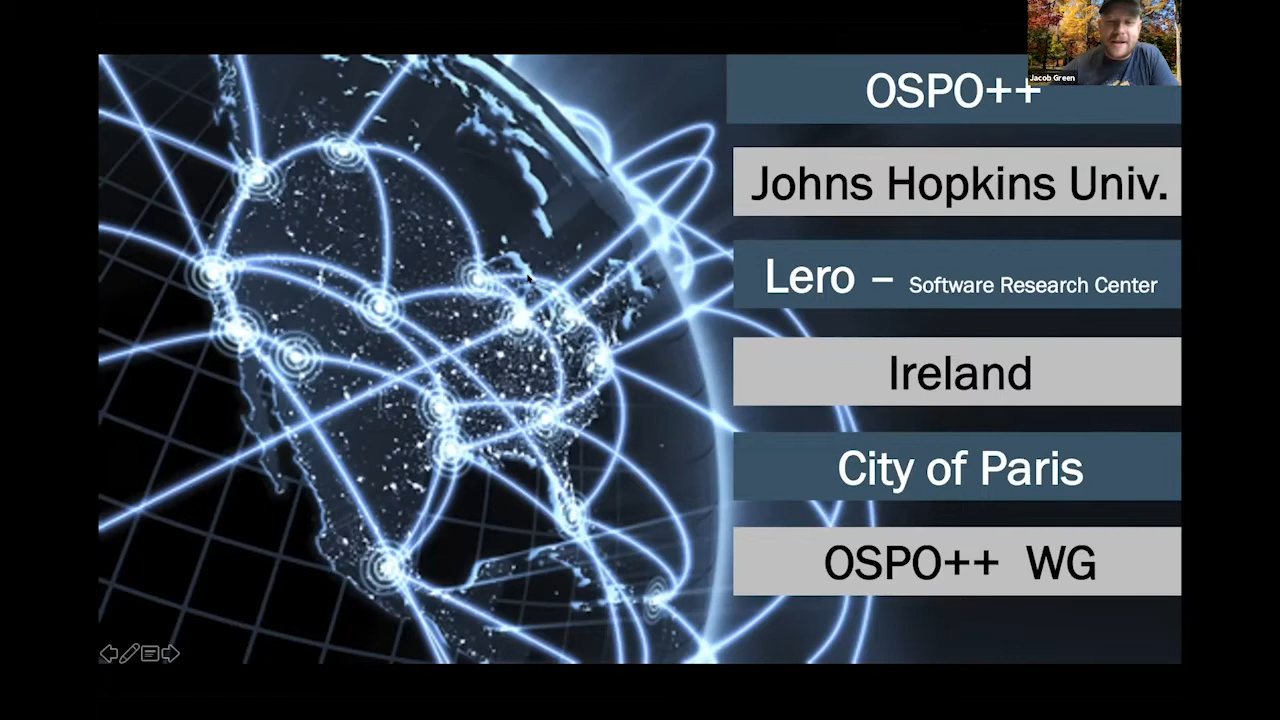 OSPO++
Jacob Green
Johns Hopkins Univ.
Lero – Software Research Center
Ireland
City of Paris
OSPO++ WG